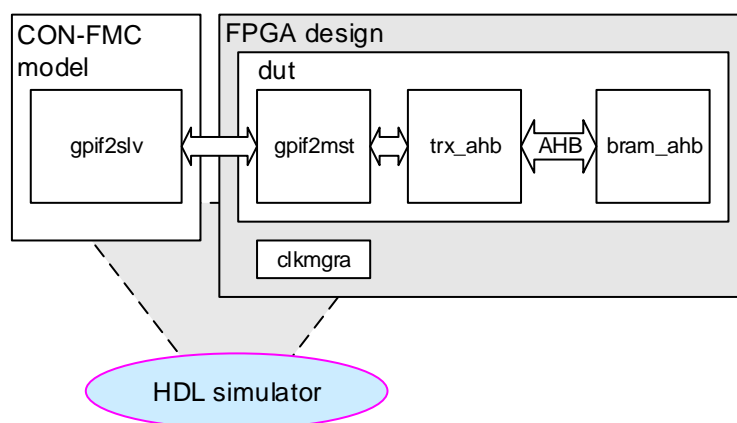 CON-FMC
model
FPGA design
dut
gpif2slv
gpif2mst
trx_ahb
AHB
bram_ahb
clkmgra
HDL simulator